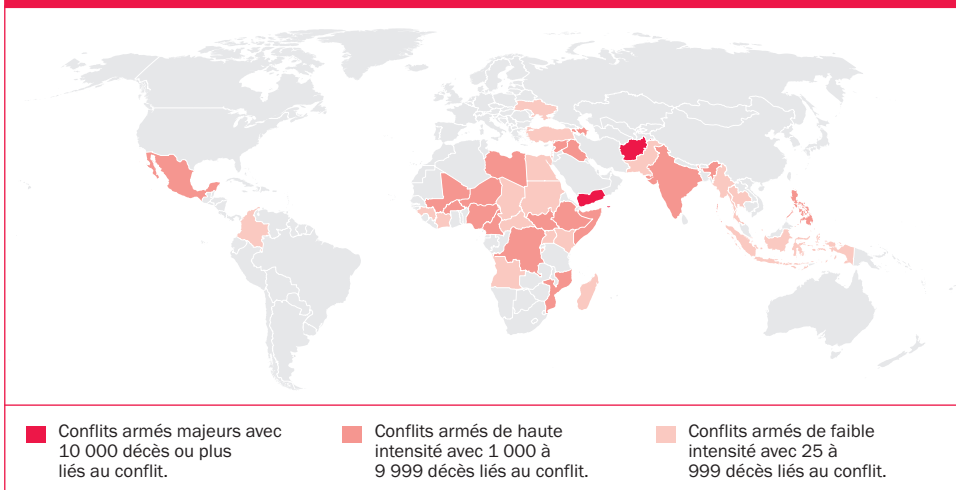 Conflits armés majeurs avec
10 000 décès ou plus
liés au conflit.
Conflits armés de haute
intensité avec 1 000 à
9 999 décès liés au conflit.
Conflits armés de faible
intensité avec 25 à
999 décès liés au conflit.